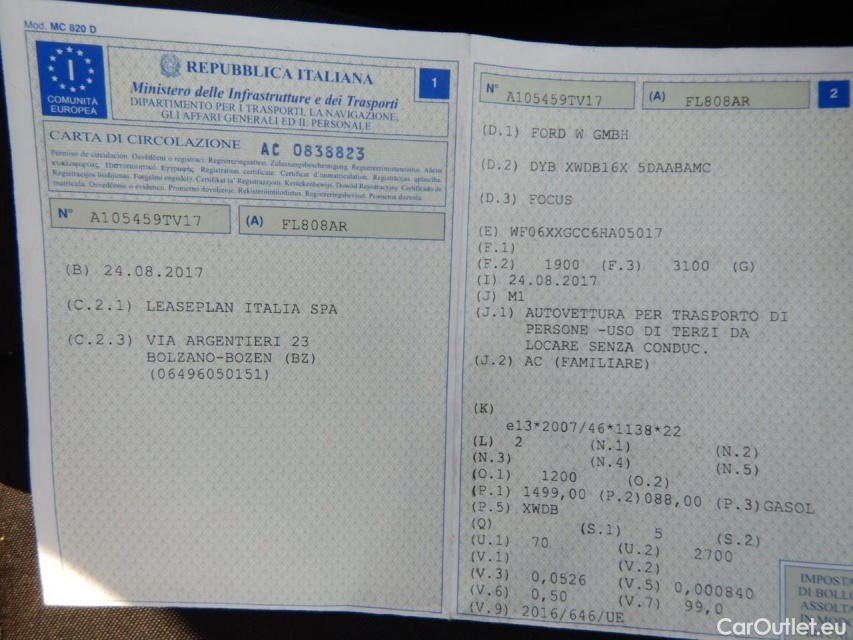 Mod. MC 820 D
I
COMUNITÀ
EUROPEA
REPUBBLICA ITALIANA
Ministero delle Infrastrutture e dei Trasporti
DIPARTIMENTO PER I TRASPORTI, LA NAVIGAZIONE,
GLI AFFARI GENERALI ED IL PERSONALE
1
CARTA DI CIRCOLAZIONE AC 0838823
N° A105459TV17 (A) FL808AR
(B) 24.08.2017
(C.2.1) LEASEPLAN ITALIA SPA
(C.2.3) VIA ARGENTIERI 23
BOLZANO-BOZEN (BZ)
(06496050151)
N° A105459TV17 (A) FL808AR 2
(D.1) FORD W GMBH
(D.2) DYB XWDB16X 5DAABAMC
(D.3) FOCUS
(E) WF06XXGCC6HA05017
(F.1)
(F.2) 1900 (F.3) 3100 (G)
(I) 24.08.2017
(J) M1
(J.1) AUTOVETTURA PER TRASPORTO DI
PERSONE -USO DI TERZI DA
LOCARE SENZA CONDUC.
(J.2) AC (FAMILIARE)
(K)
e13*2007/46*1138*22
(L) 2 (N.1) (N.2)
(N.3) (N.4) (N.5)
(O.1) 1200 (O.2)
(P.1) 1499,00 (P.2)088,00 (P.3)GASOL
(P.5) XWDB
(Q) (S.1) 5 (S.2)
(U.1) 70 (U.2) 2700
(V.1) (V.2)
(V.3) 0,0526 (V.5) 0,000840
(V.6) 0,50 (V.7) 99,0
(V.9) 2016/646/UE
IMPOSTA
DI BOLLO
ASSOLTA
CarOutlet.eu